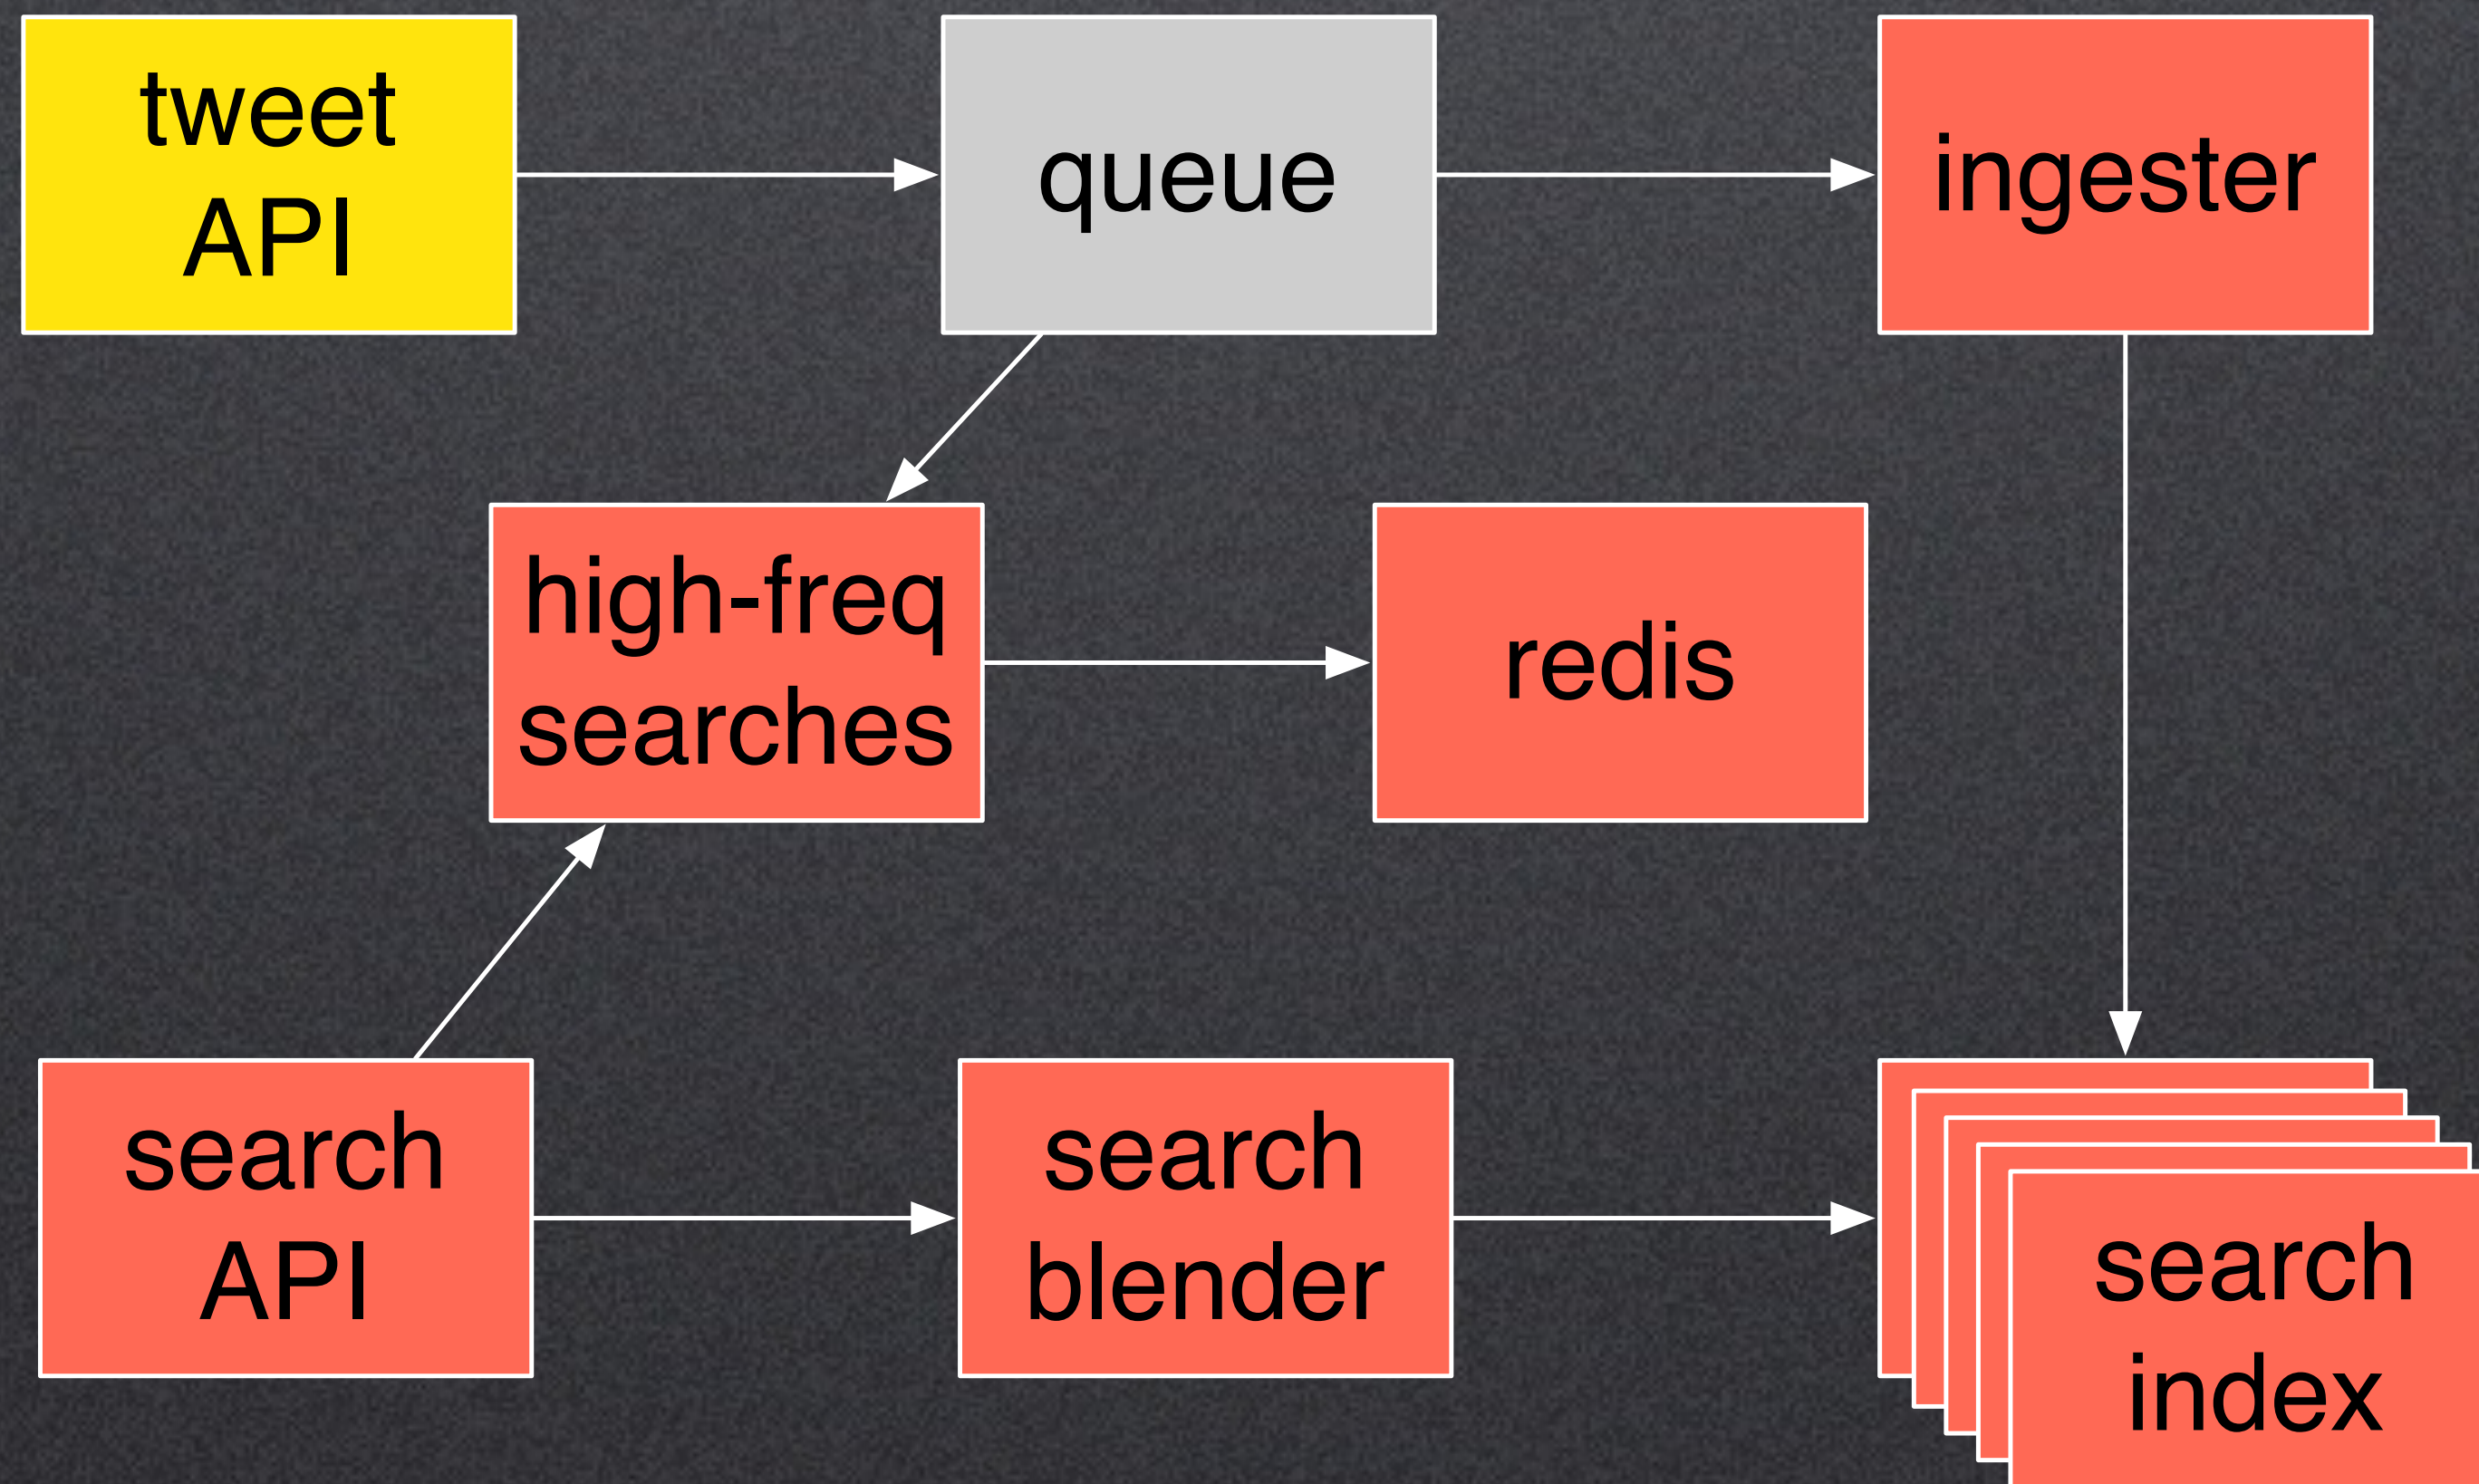 tweet
API
queue
ingester
high-freq
searches
redis
search
API
search
blender
search
index